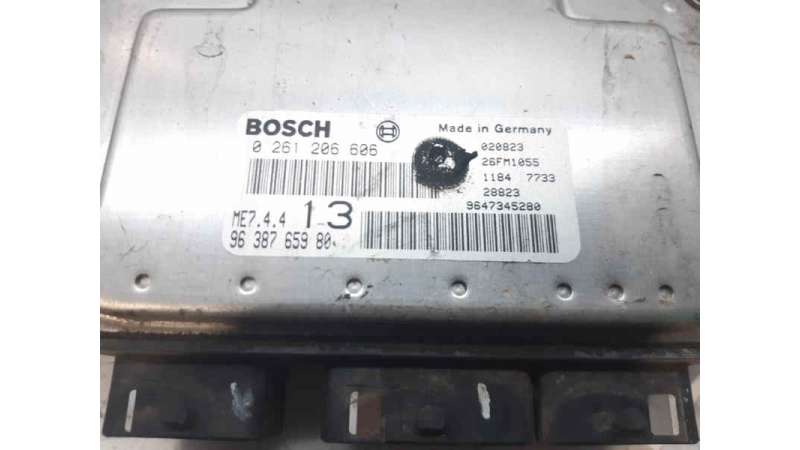 BOSCH
Made in Germany
0 261 206 606
020823
26FM1055
1184 7733
28823
9647345280
ME7.4.4 13
96 387 659 80